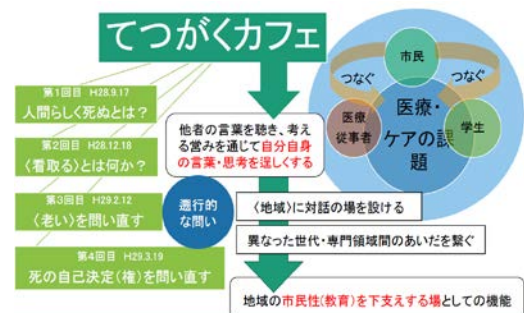 てつがくカフェ
第1回目 H28.9.17
人間らしく死ぬとは？
第2回目 H28.12.18
〈看取る〉とは何か？
第3回目 H29.2.12
〈老い〉を問い直す
第4回目 H29.3.19
死の自己決定(権)を問い直す
他者の言葉を聴き、考え
る営みを通じて自分自身
の言葉・思考を逞しくする
遡行的
な問い
〈地域〉に対話の場を設ける
異なった世代・専門領域間のあいだを繋ぐ
地域の市民性(教育)を下支えする場としての機能
市民
つなぐ
つなぐ
医療
従事者
医療・
ケアの課
題
学生